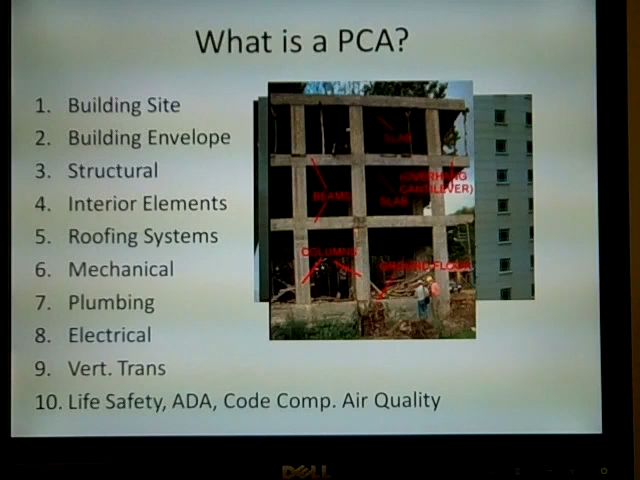 What is a PCA?
1. Building Site
2. Building Envelope
3. Structural
4. Interior Elements
5. Roofing Systems
6. Mechanical
7. Plumbing
8. Electrical
9. Vert. Trans
10. Life Safety, ADA, Code Comp. Air Quality
SLAB
(OVERHANG
CANTILEVER)
BEAMS
SLAB
COLUMNS
GROUND FLOOR
DELL